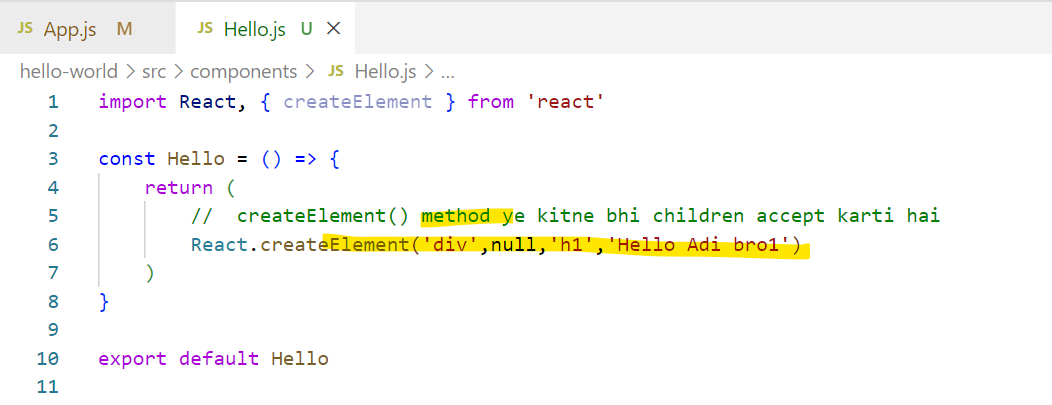 JS App.js M JS Hello.js U ×
hello-world > src > components > JS Hello.js > ...
1 import React, { createElement } from 'react'
2
3 const Hello = () => {
4 return (
5 // createElement() method ye kitne bhi children accept karti hai
6 React.createElement('div',null,'h1','Hello Adi bro1')
7 )
8 }
9
10 export default Hello
11